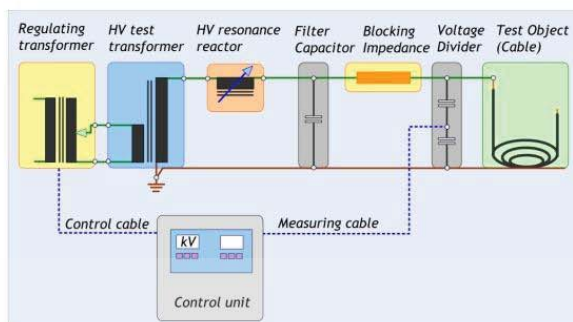 Regulating
transformer
HV test
transformer
HV resonance
reactor
Filter
Capacitor
Blocking
Impedance
Voltage
Divider
Test Object
(Cable)
Control cable
Measuring cable
kV
Control unit